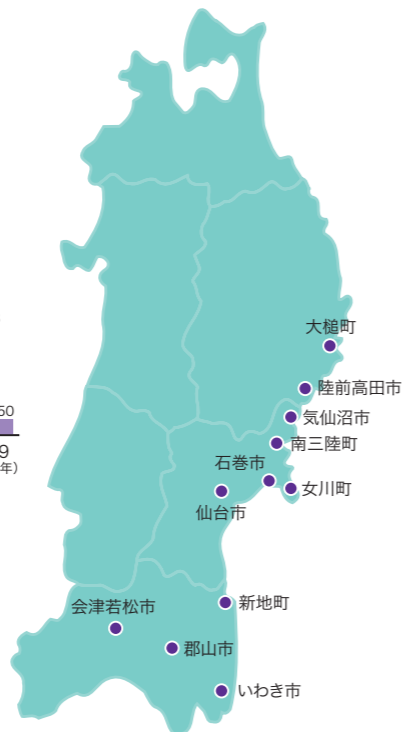 大槌町
陸前高田市
気仙沼市
南三陸町
石巻市
女川町
仙台市
新地町
会津若松市
郡山市
いわき市
50
9
年）